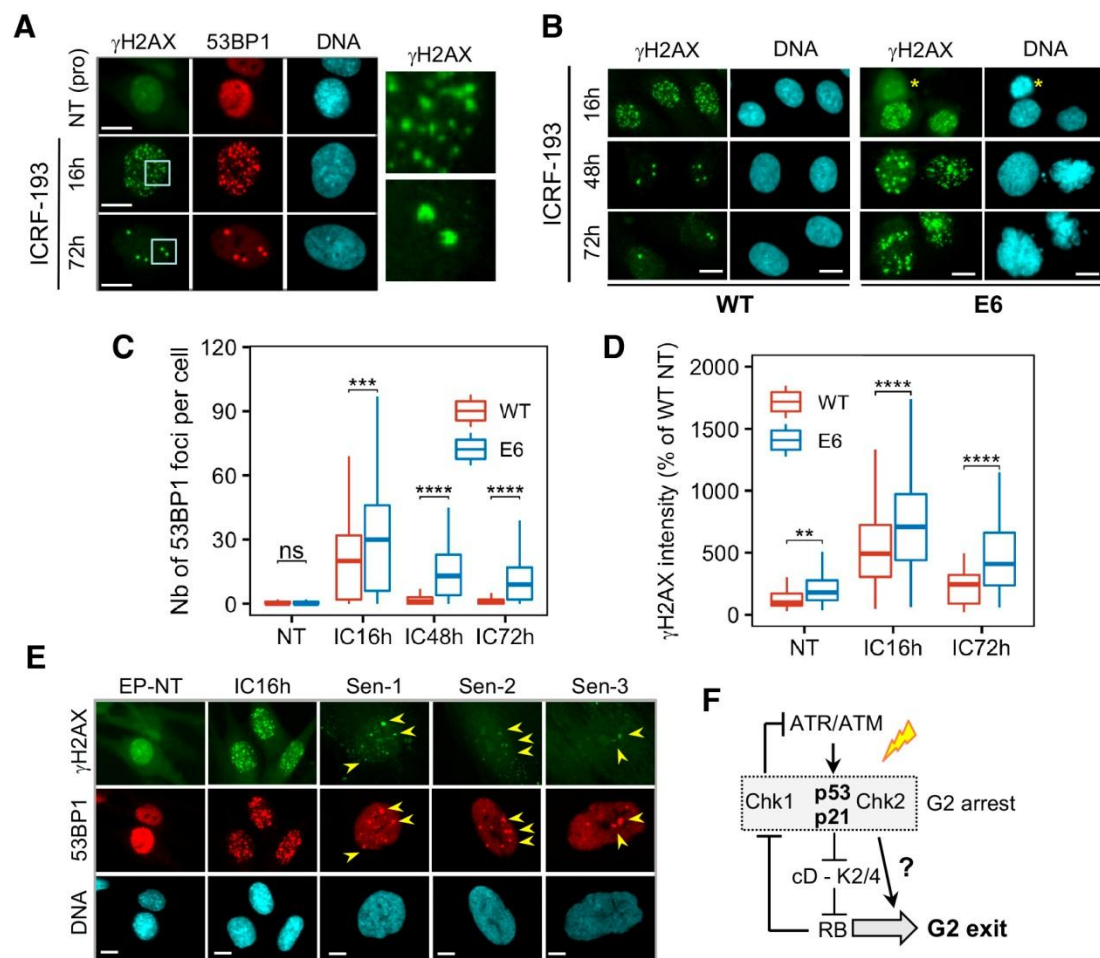 A
γH2AX 53BP1 DNA
γH2AX
NT (pro)
ICRF-193
16h
72h
B
γH2AX DNA γH2AX DNA
ICRF-193
16h
* *
48h
72h
WT E6
C
Nb of 53BP1 foci per cell
120
90
60
30
0
ns
***
****
****
WT
E6
NT IC16h IC48h IC72h
D
γH2AX intensity (% of WT NT)
2000
1500
1000
500
0
WT
E6
**
****
****
NT IC16h IC72h
E
EP-NT IC16h Sen-1 Sen-2 Sen-3
γH2AX
53BP1
DNA
F
ATR/ATM
Chk1 p53 Chk2 G2 arrest
p21
?
cD - K2/4
RB G2 exit